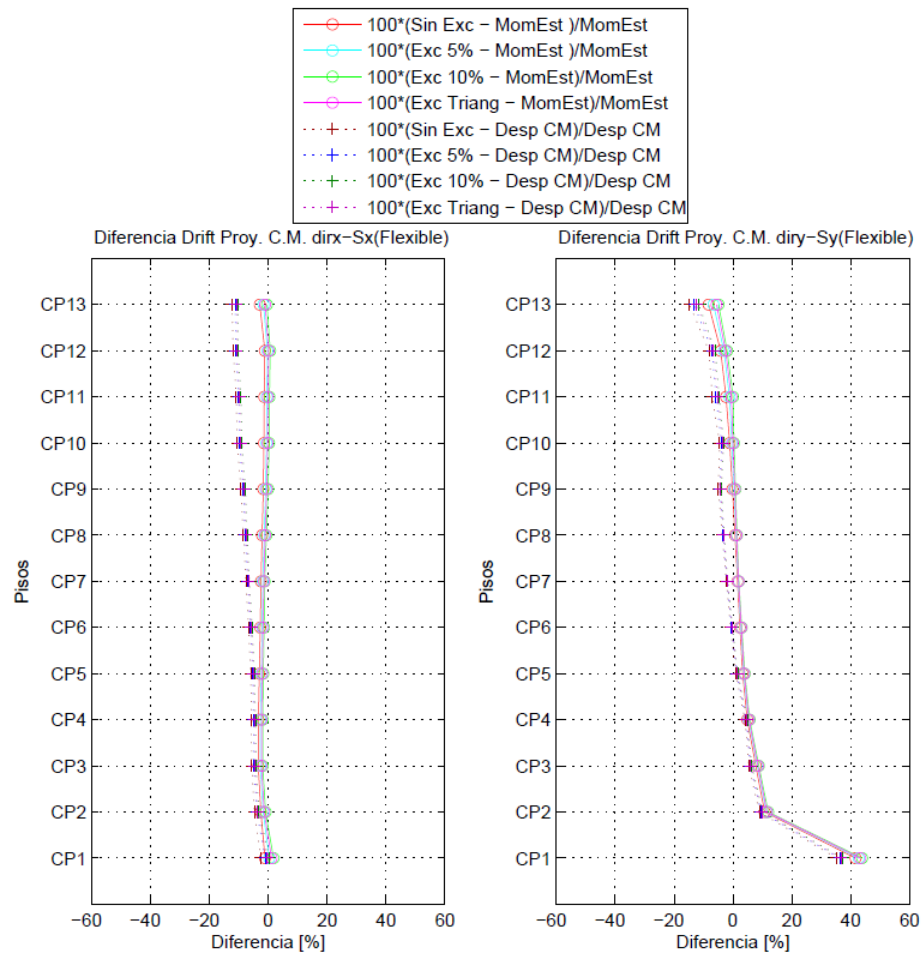 100*(Sin Exc − MomEst )/MomEst
100*(Exc 5% − MomEst )/MomEst
100*(Exc 10% − MomEst)/MomEst
100*(Exc Triang − MomEst)/MomEst
100*(Sin Exc − Desp CM)/Desp CM
100*(Exc 5% − Desp CM)/Desp CM
100*(Exc 10% − Desp CM)/Desp CM
100*(Exc Triang − Desp CM)/Desp CM
Diferencia Drift Proy. C.M. dirx−Sx(Flexible)
CP13
CP12
CP11
CP10
CP9
CP8
CP7
CP6
CP5
CP4
CP3
CP2
CP1
Pisos
−60 −40 −20 0 20 40 60
Diferencia [%]
Diferencia Drift Proy. C.M. diry−Sy(Flexible)
CP13
CP12
CP11
CP10
CP9
CP8
CP7
CP6
CP5
CP4
CP3
CP2
CP1
Pisos
−60 −40 −20 0 20 40 60
Diferencia [%]